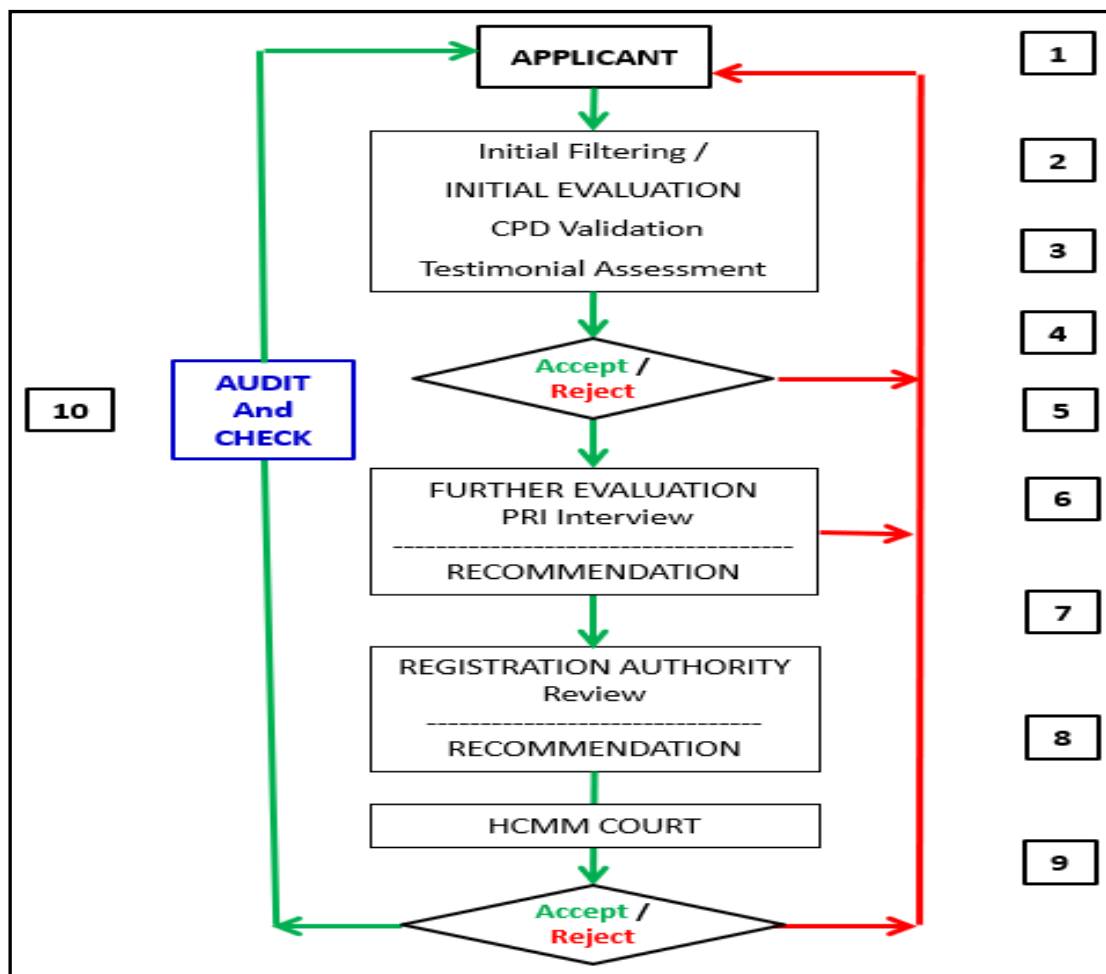 APPLICANT
1
Initial Filtering /
INITIAL EVALUATION
CPD Validation
Testimonial Assessment
2
3
4
Accept /
Reject
AUDIT
And
CHECK
10
5
FURTHER EVALUATION
PRI Interview
-------------------------------------
RECOMMENDATION
6
7
REGISTRATION AUTHORITY
Review
-------------------------------
RECOMMENDATION
8
HCMM COURT
9
Accept /
Reject